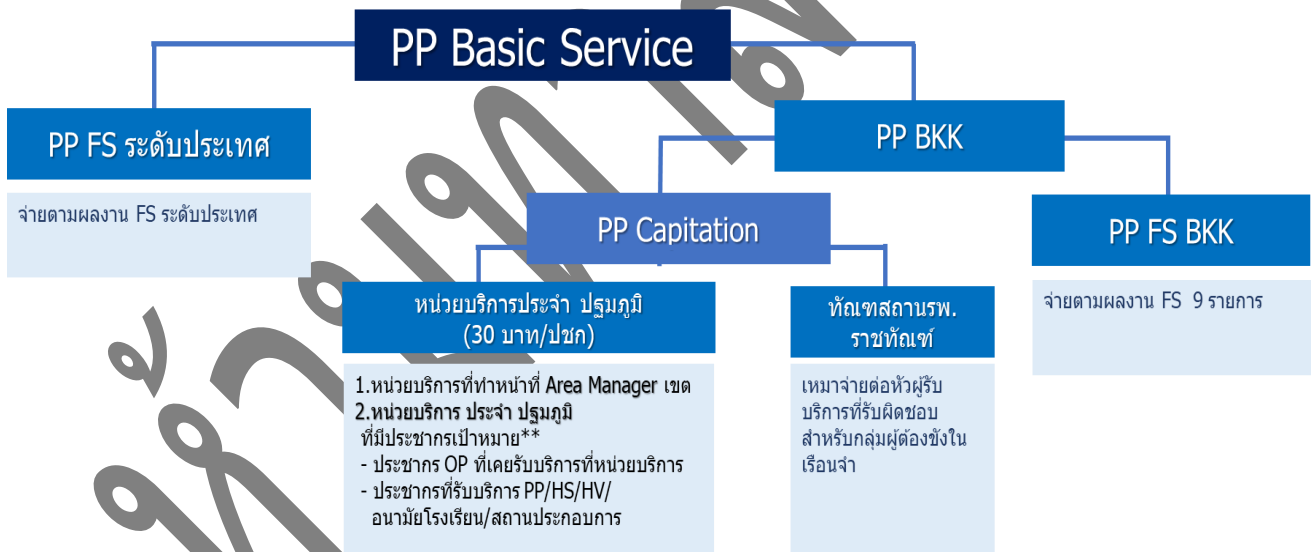 PP Basic Service
PP FS ระดับประเทศ
จ่ายตามผลงาน FS ระดับประเทศ
PP BKK
PP Capitation
หน่วยบริการประจำ ปฐมภูมิ
(30 บาท/ปชก)
1.หน่วยบริการที่ทำหน้าที่ Area Manager เขต
2.หน่วยบริการ ประจำ ปฐมภูมิ
ที่มีประชากรเป้าหมาย**
- ประชากร OP ที่เคยรับบริการที่หน่วยบริการ
- ประชากรที่รับบริการ PP/HS/HV/
อนามัยโรงเรียน/สถานประกอบการ
ทัณฑสถานรพ.
ราชทัณฑ์
เหมาจ่ายต่อหัวผู้รับ
บริการที่รับผิดชอบ
สำหรับกลุ่มผู้ต้องขังใน
เรือนจำ
PP FS BKK
จ่ายตามผลงาน FS 9 รายการ